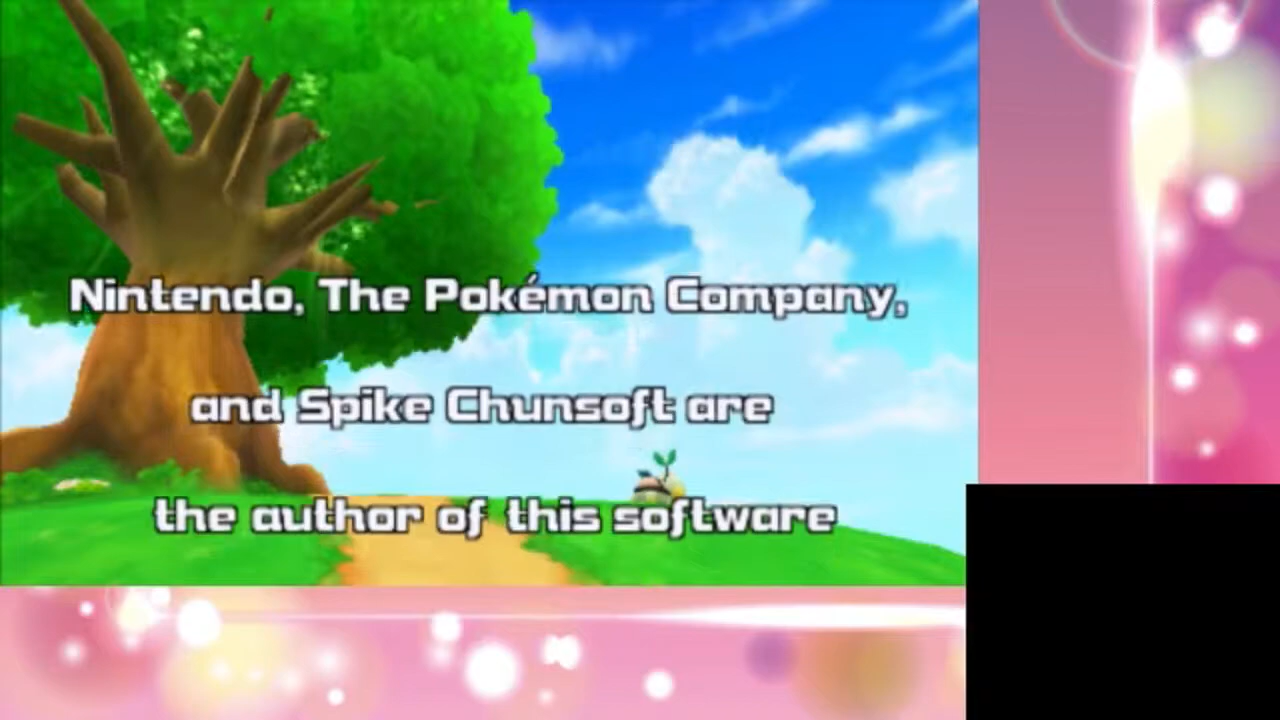 Nintendo, The Pokémon Company,
and Spike Chunsoft are
the author of this software